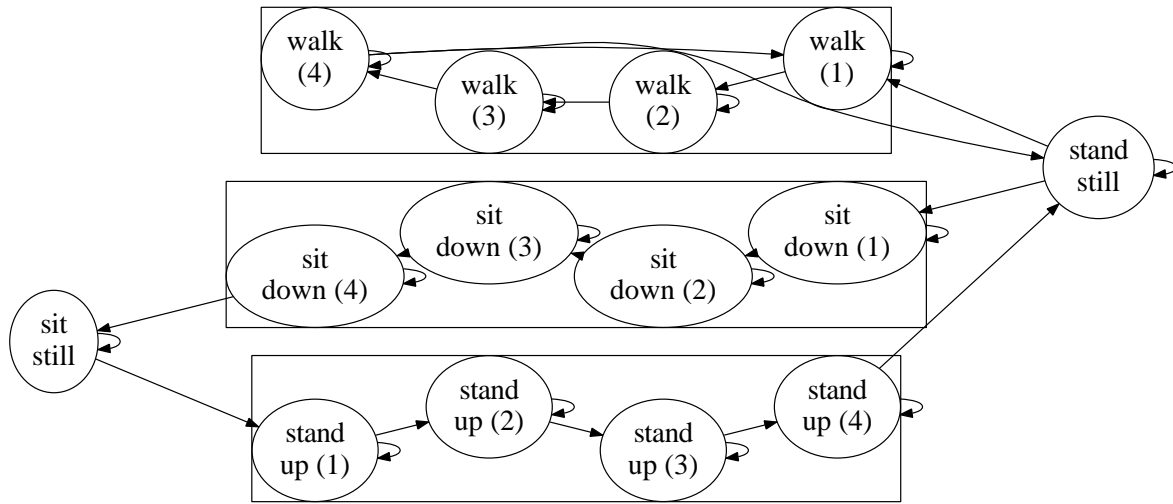 walk
(4)
walk
(3)
walk
(2)
walk
(1)
stand
still
sit
down (4)
sit
down (3)
sit
down (2)
sit
down (1)
sit
still
stand
up (1)
stand
up (2)
stand
up (3)
stand
up (4)